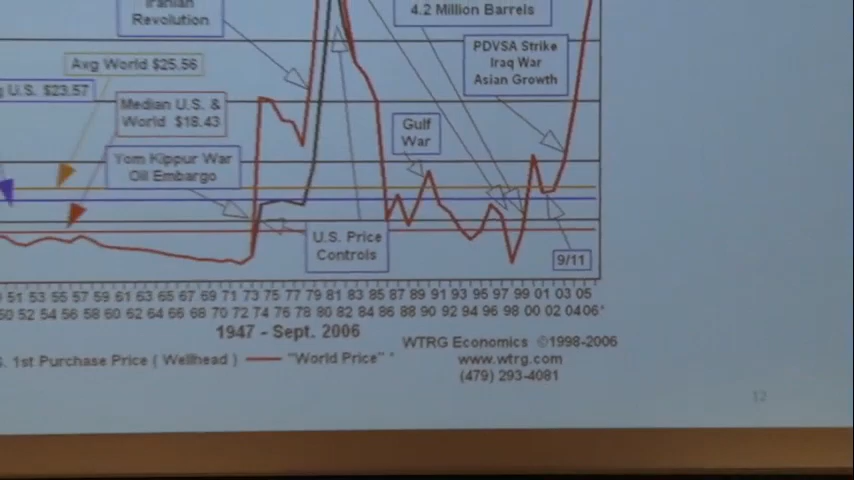 Iranian
Revolution
4.2 Million Barrels
PDVSA Strike
Iraq War
Asian Growth
Avg World $25.56
g U.S. $23.57
Median U.S. &
World $18.43
Gulf
War
Yom Kippur War
Oil Embargo
U.S. Price
Controls
9/11
51 53 55 57 59 61 63 65 67 69 71 73 75 77 79 81 83 85 87 89 91 93 95 97 99 01 03 05
50 52 54 56 58 60 62 64 66 68 70 72 74 76 78 80 82 84 86 88 90 92 94 96 98 00 02 04 06*
1947 - Sept. 2006
S. 1st Purchase Price ( Wellhead )
"World Price" *
WTRG Economics ©1998-2006
www.wtrg.com
(479) 293-4081
12